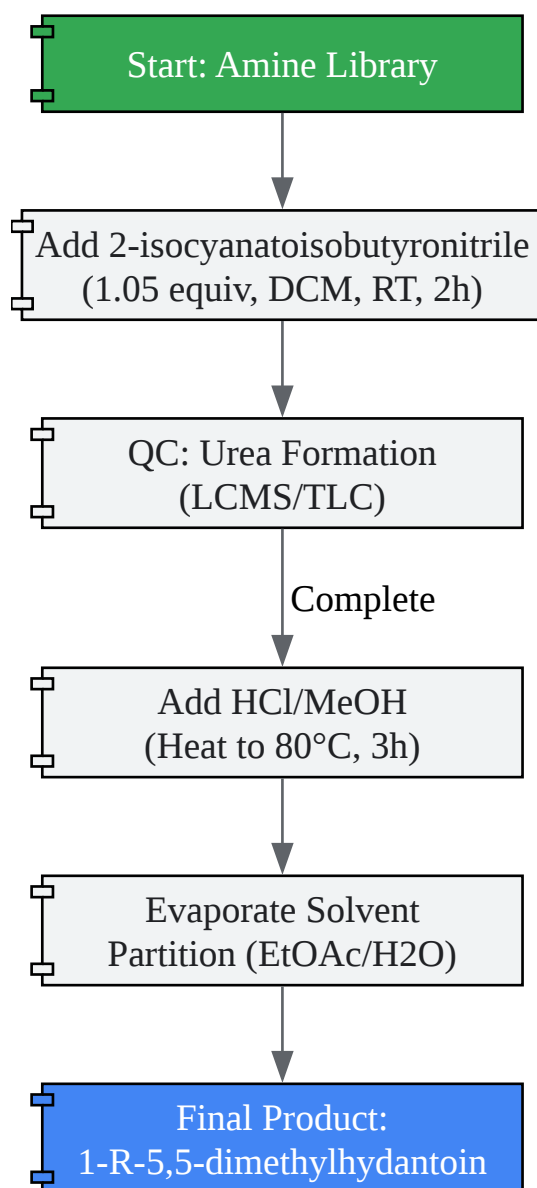 Start: Amine Library
Add 2-isocyanatoisobutyronitrile
(1.05 equiv, DCM, RT, 2h)
QC: Urea Formation
(LCMS/TLC)
Complete
Add HCl/MeOH
(Heat to 80°C, 3h)
Evaporate Solvent
Partition (EtOAc/H2O)
Final Product:
1-R-5,5-dimethylhydantoin